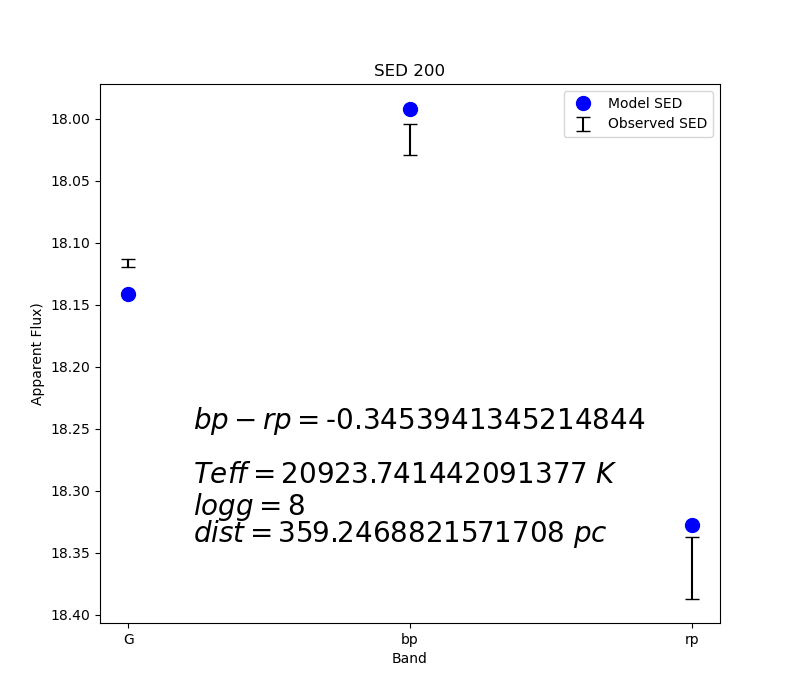 SED 200
Model SED
Observed SED
18.00
18.05
18.10
18.15
18.20
18.25
18.30
18.35
18.40
Apparent Flux)
bp − rp = -0.3453941345214844
Teff = 20923.741442091377 K
logg = 8
dist = 359.2468821571708 pc
G bp rp
Band